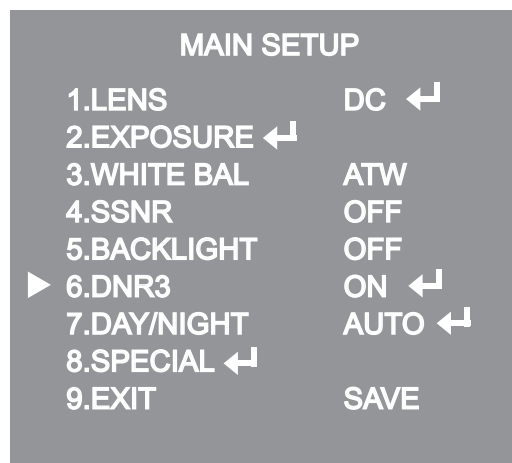 MAIN SETUP
1.LENS DC ↵
2.EXPOSURE ↵
3.WHITE BAL ATW
4.SSNR OFF
5.BACKLIGHT OFF
▶ 6.DNR3 ON ↵
7.DAY/NIGHT AUTO ↵
8.SPECIAL ↵
9.EXIT SAVE